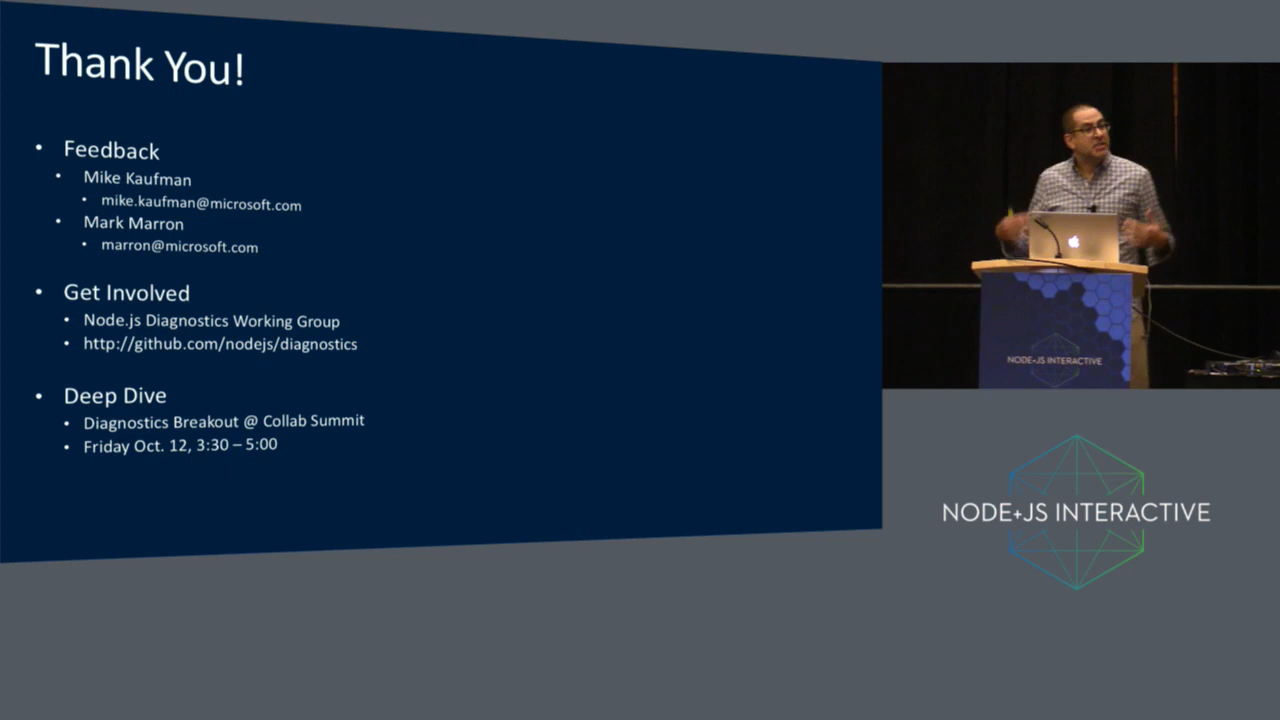 Thank You!
• Feedback
• Mike Kaufman
• mike.kaufman@microsoft.com
• Mark Marron
• marron@microsoft.com
• Get Involved
• Node.js Diagnostics Working Group
• http://github.com/nodejs/diagnostics
• Deep Dive
• Diagnostics Breakout @ Collab Summit
• Friday Oct. 12, 3:30 – 5:00
NODE+JS INTERACTIVE
NODE+JS INTERACTIVE